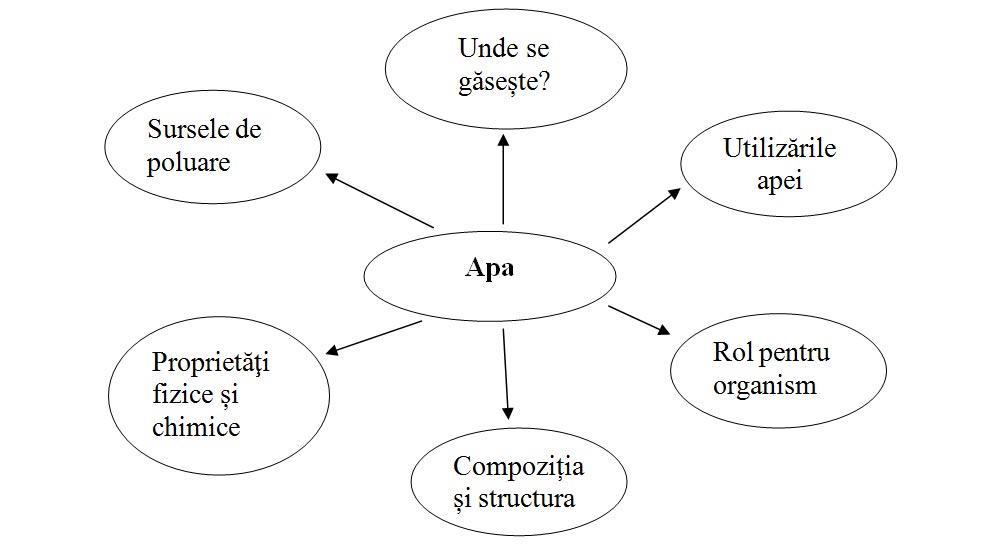 Unde se
găsește?
Sursele de
poluare
Utilizările
apei
Apa
Proprietăţi
fizice și
chimice
Rol pentru
organism
Compoziția
și structura